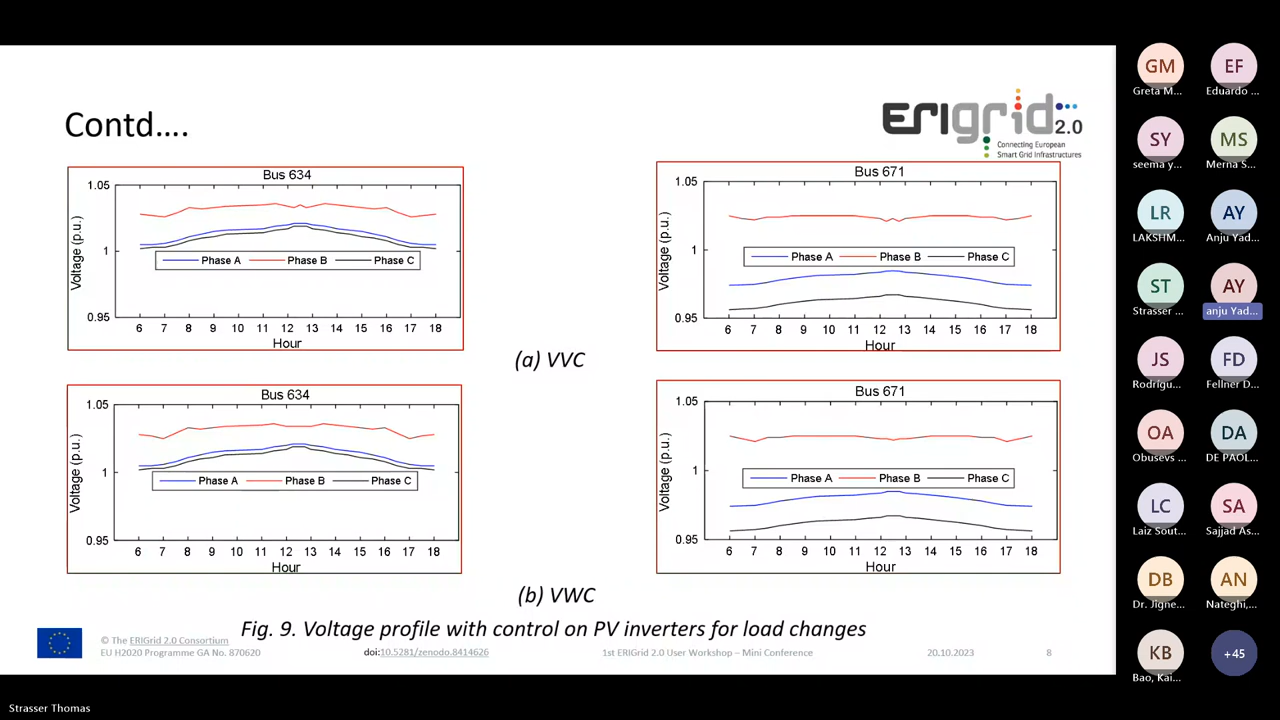 Contd....
ERIgrid 2.0
Connecting European
Smart Grid Infrastructures
Bus 634
1.05
1
0.95
Voltage (p.u.)
Phase A Phase B Phase C
6 7 8 9 10 11 12 13 14 15 16 17 18
Hour
Bus 671
1.05
1
0.95
Voltage (p.u.)
Phase A Phase B Phase C
6 7 8 9 10 11 12 13 14 15 16 17 18
Hour
(a) VVC
Bus 634
1.05
1
0.95
Voltage (p.u.)
Phase A Phase B Phase C
6 7 8 9 10 11 12 13 14 15 16 17 18
Hour
Bus 671
1.05
1
0.95
Voltage (p.u.)
Phase A Phase B Phase C
6 7 8 9 10 11 12 13 14 15 16 17 18
Hour
(b) VWC
Fig. 9. Voltage profile with control on PV inverters for load changes
© The ERIGrid 2.0 Consortium
EU H2020 Programme GA No. 870620
doi:10.5281/zenodo.8414626
1st ERIGrid 2.0 User Workshop – Mini Conference
20.10.2023
8
GM EF
Greta M... Eduardo ...
SY MS
seema y... Merna S...
LR AY
LAKSHM... Anju Yad...
ST AY
Strasser ... anju Yad...
JS FD
Rodrigu... Fellner D...
OA DA
Obusevs ... DE PAOL...
LC SA
Laiz Sout... Sajjad As...
DB AN
Dr. Jigne... Nateghi,...
KB +45
Bao, Kai...
Strasser Thomas